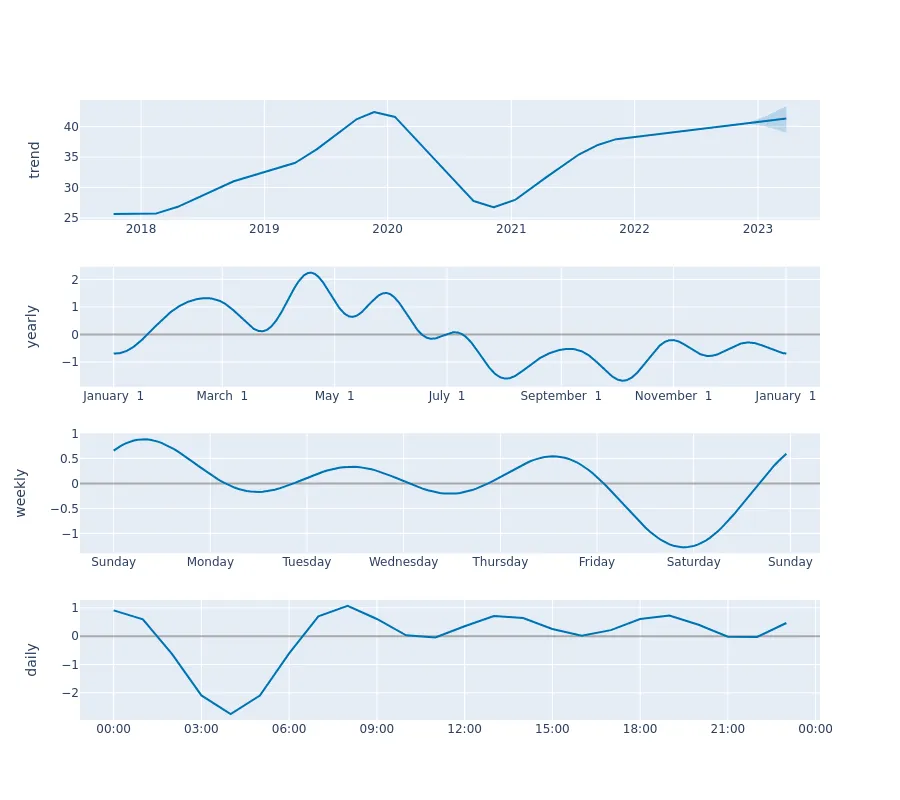 trend
40
35
30
25
2018 2019 2020 2021 2022 2023
yearly
2
1
0
−1
January 1 March 1 May 1 July 1 September 1 November 1 January 1
weekly
1
0.5
0
−0.5
−1
Sunday Monday Tuesday Wednesday Thursday Friday Saturday Sunday
daily
1
0
−1
−2
00:00 03:00 06:00 09:00 12:00 15:00 18:00 21:00 00:00